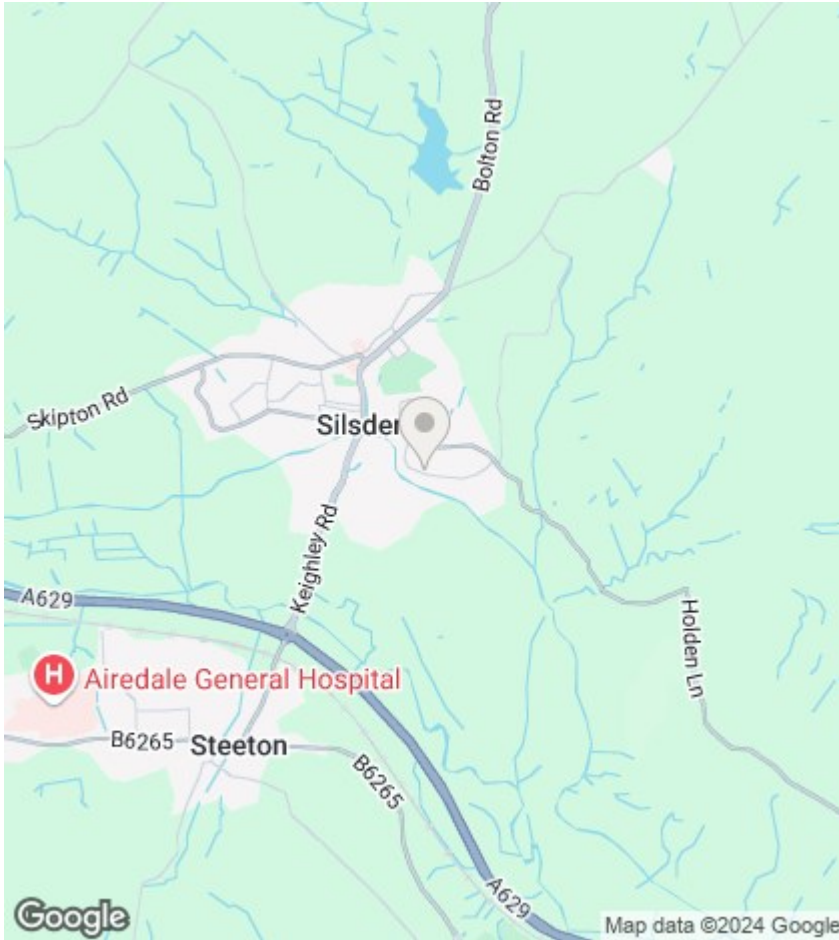 Bolton Rd
Skipton Rd
Silsden
Keighley Rd
A629
Holden Ln
H
Airedale General Hospital
B6265
Steeton
B6265
A629
Google
Map data ©2024 Google